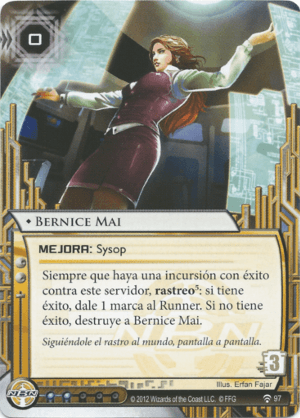 BERNICE MAI
MEJORA: Sysop
Siempre que haya una incursión con éxito
contra este servidor, rastreo⁵: si tiene
éxito, dale 1 marca al Runner. Si no tiene
éxito, destruye a Bernice Mai.
Siguiéndole el rastro al mundo, pantalla a pantalla.
3
NBN
Illus. Erfan Fajar
© 2012 Wizards of the Coast LLC. © FFG
97